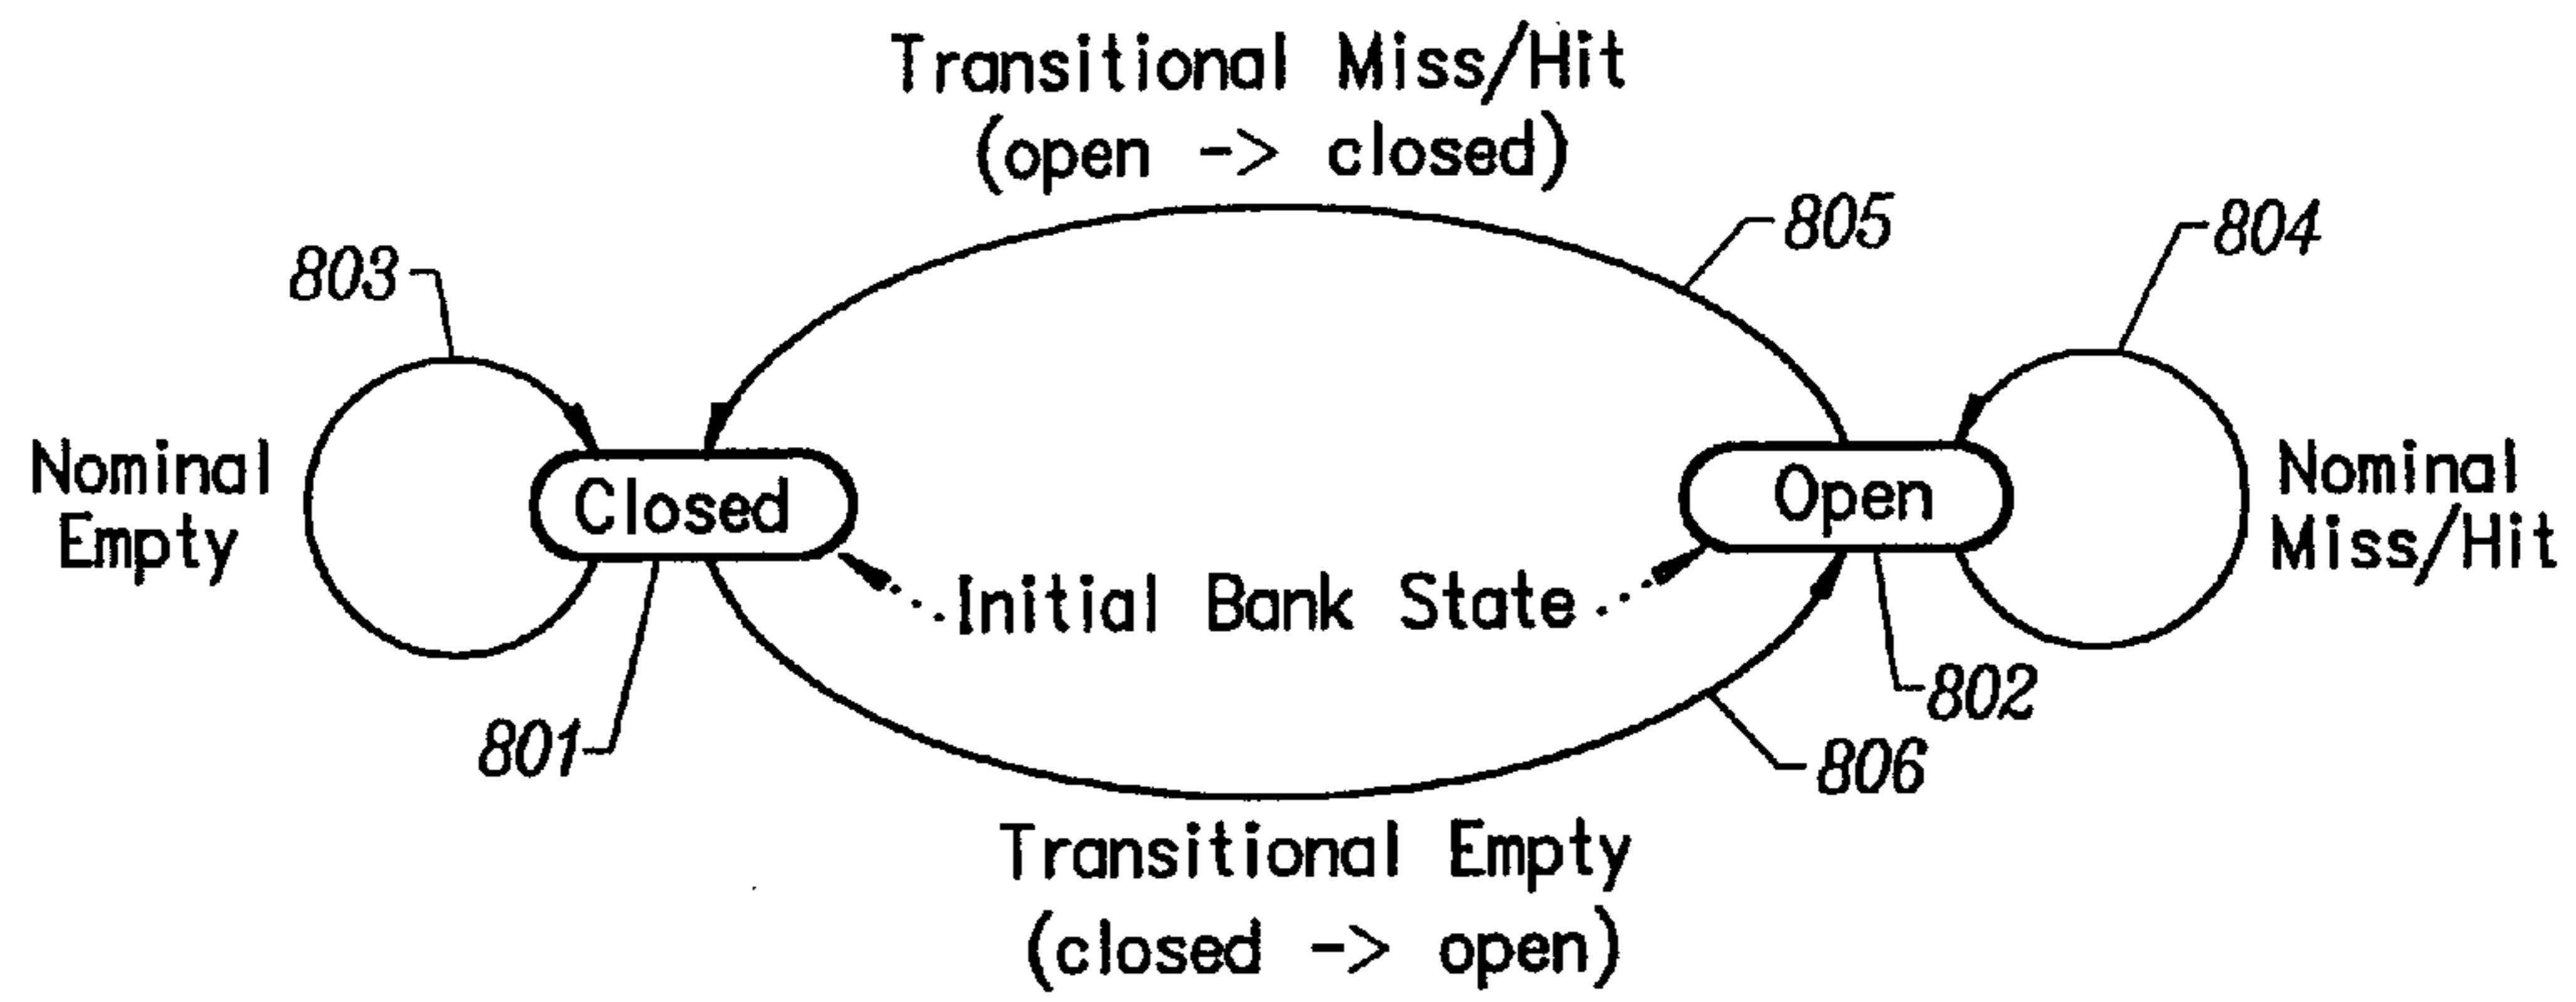 Transitional Miss/Hit
(open -> closed)
805
804
803
Nominal
Empty
Closed
Open
Nominal
Miss/Hit
Initial Bank State
802
801
806
Transitional Empty
(closed -> open)